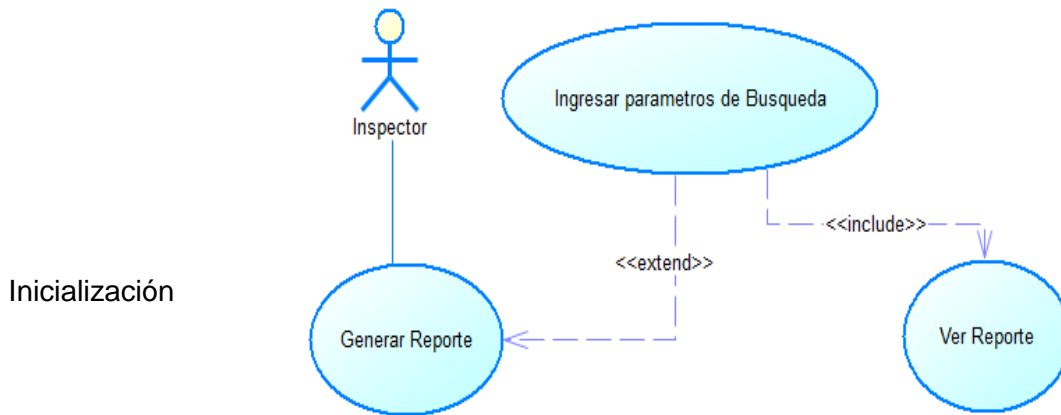 Ingresar parametros de Busqueda
Inspector
<<include>>
<<extend>>
Inicialización
Generar Reporte
Ver Reporte